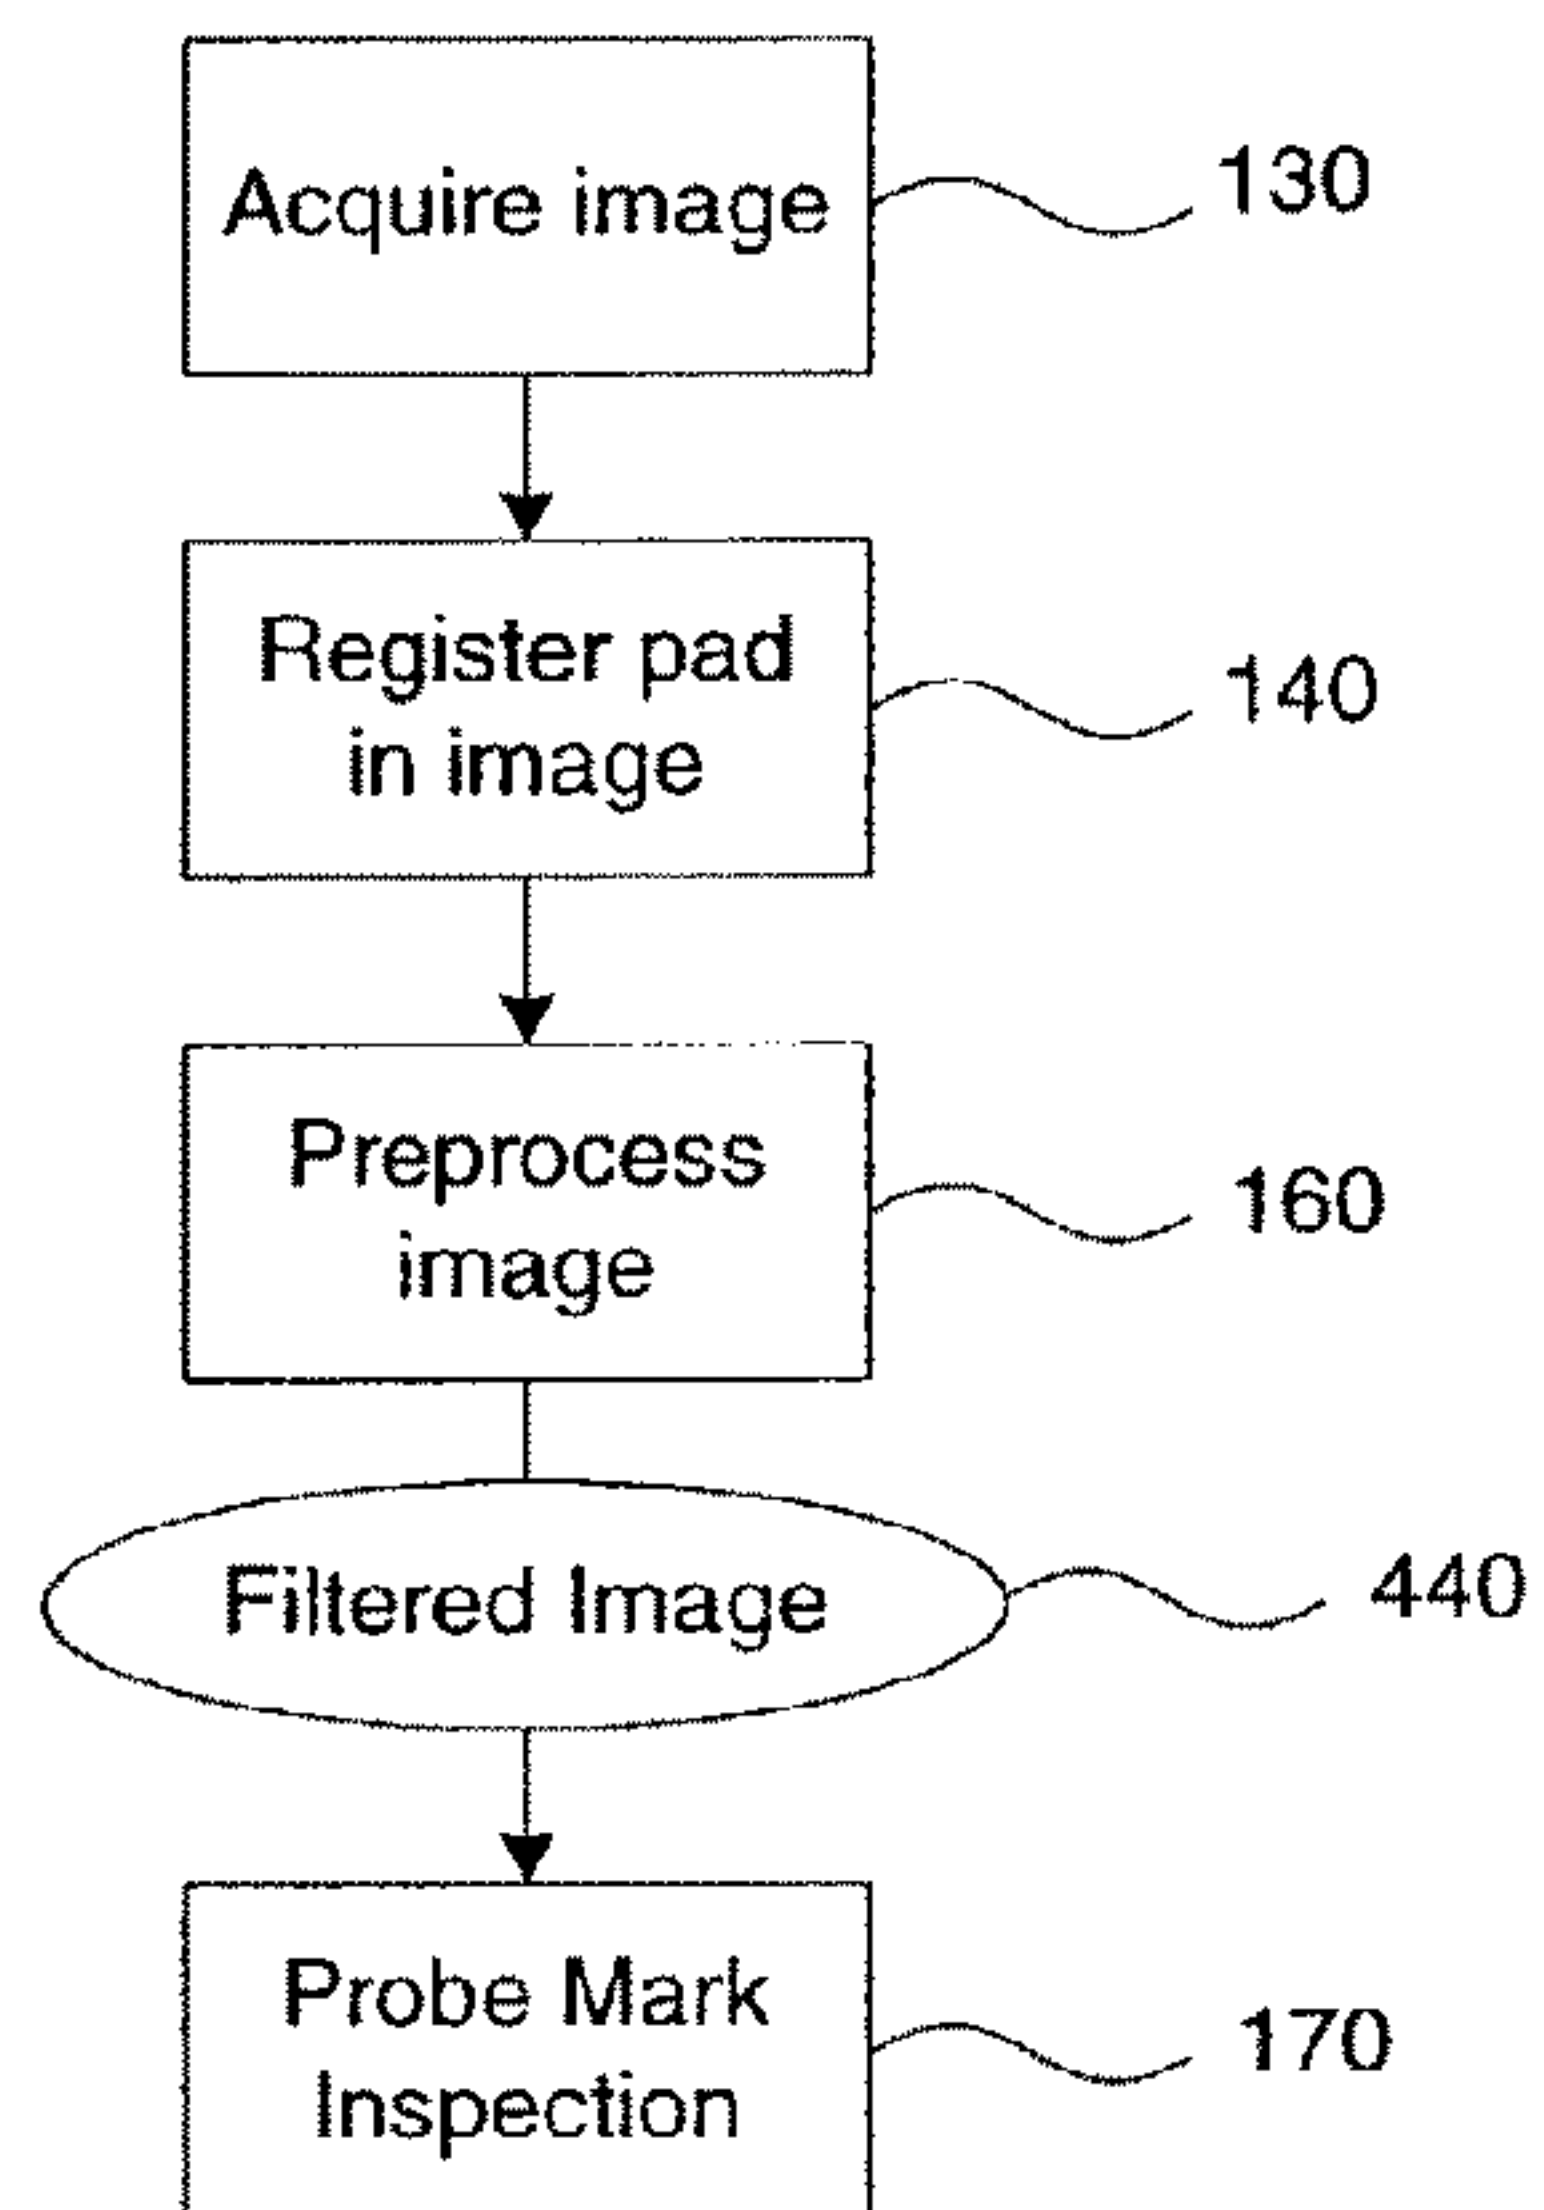 Acquire image
130
Register pad
in image
140
Preprocess
image
160
Filtered Image
440
Probe Mark
Inspection
170